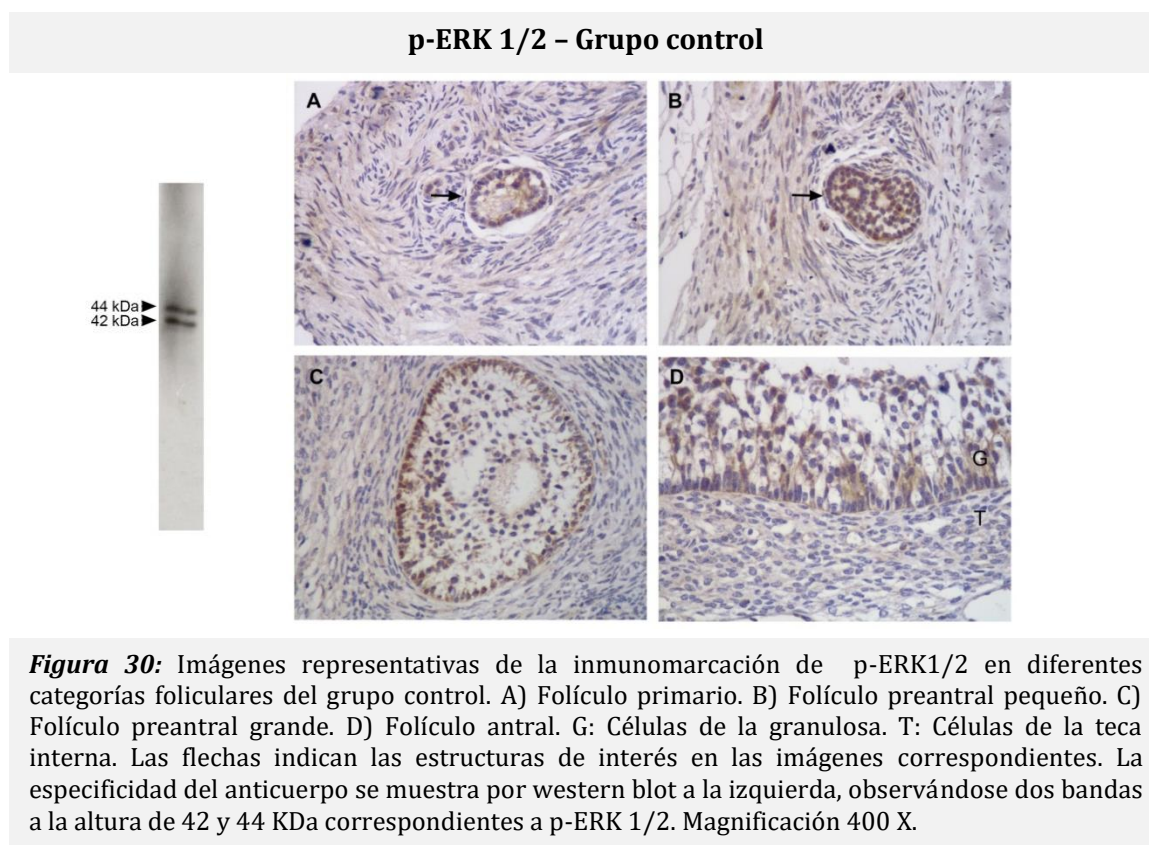 p-ERK 1/2 – Grupo control
A
B
44 kDa
42 kDa
C
D
G
T
Figura 30: Imágenes representativas de la inmunomarcación de p-ERK1/2 en diferentes
categorías foliculares del grupo control. A) Folículo primario. B) Folículo preantral pequeño. C)
Folículo preantral grande. D) Folículo antral. G: Células de la granulosa. T: Células de la teca
interna. Las flechas indican las estructuras de interés en las imágenes correspondientes. La
especificidad del anticuerpo se muestra por western blot a la izquierda, observándose dos bandas
a la altura de 42 y 44 KDa correspondientes a p-ERK 1/2. Magnificación 400 X.